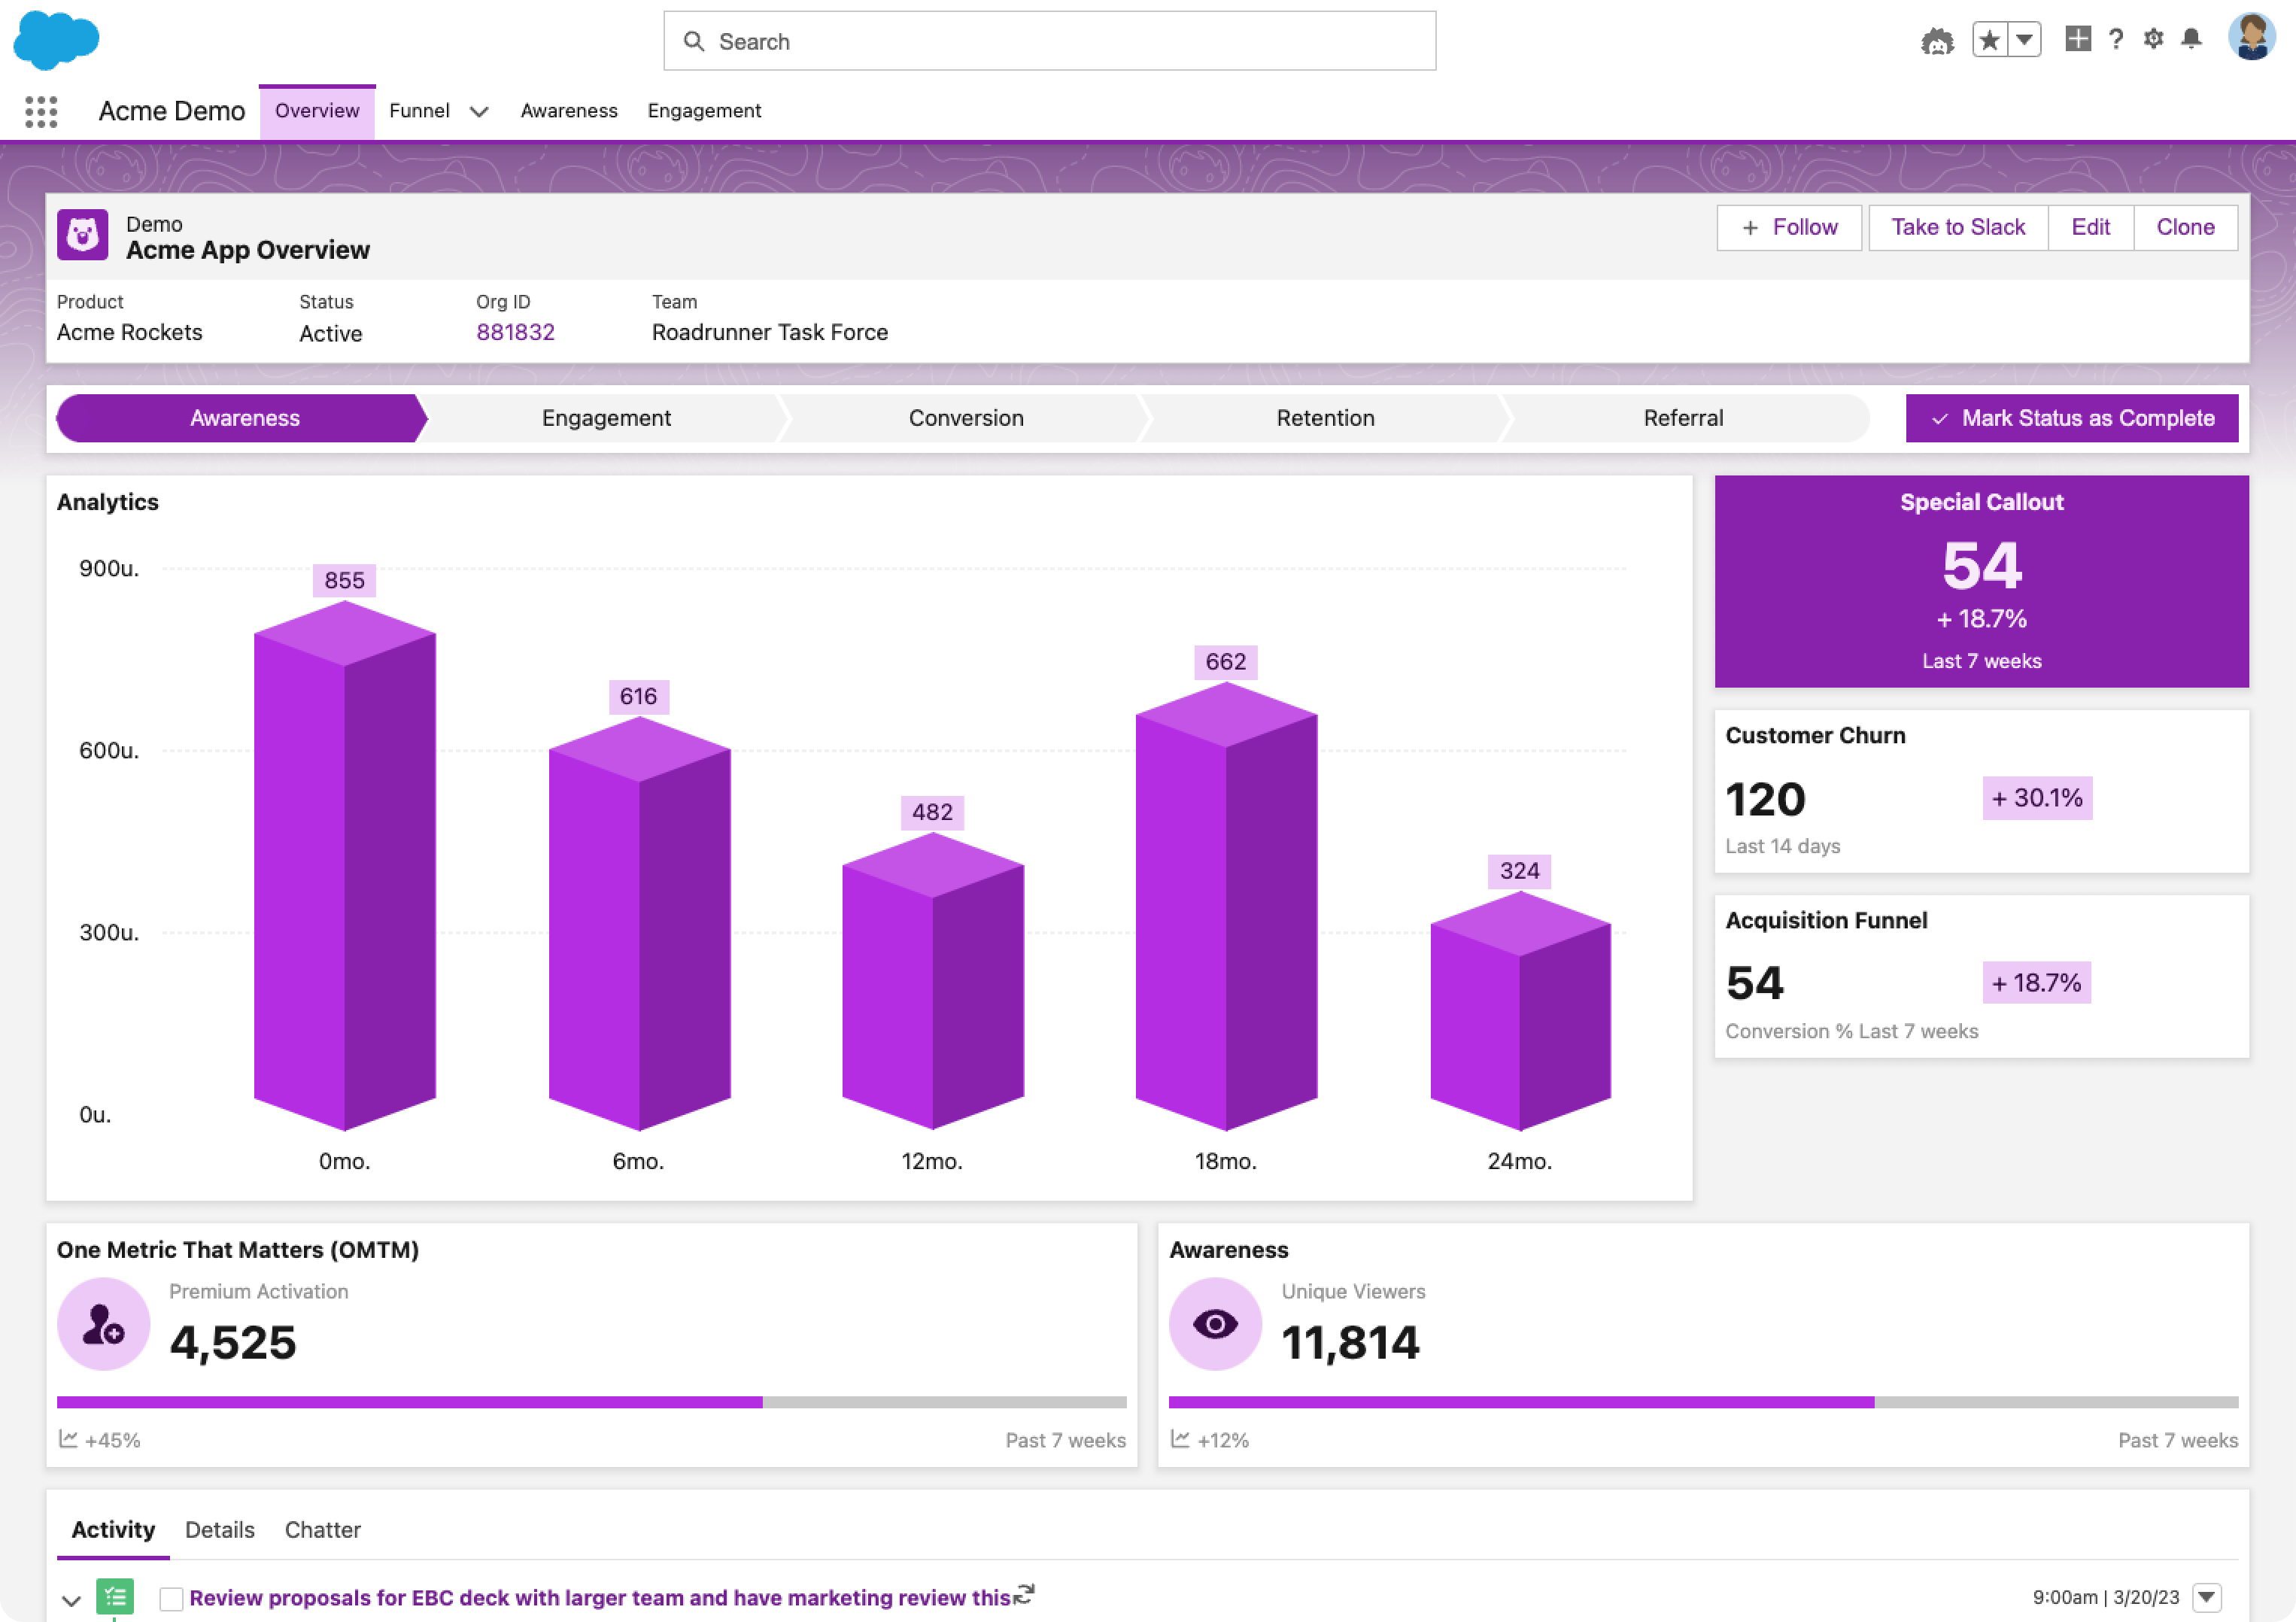 Search
Acme Demo
Overview
Funnel
Awareness
Engagement
Demo
Acme App Overview
+ Follow
Take to Slack
Edit
Clone
Product
Status
Org ID
Team
Acme Rockets
Active
881832
Roadrunner Task Force
Awareness
Engagement
Conversion
Retention
Referral
Mark Status as Complete
Analytics
900u.
600u.
300u.
0u.
855
616
482
662
324
0mo.
6mo.
12mo.
18mo.
24mo.
Special Callout
54
+ 18.7%
Last 7 weeks
Customer Churn
120
+ 30.1%
Last 14 days
Acquisition Funnel
54
+ 18.7%
Conversion % Last 7 weeks
One Metric That Matters (OMTM)
Premium Activation
4,525
+45%
Past 7 weeks
Awareness
Unique Viewers
11,814
+12%
Past 7 weeks
Activity
Details
Chatter
Review proposals for EBC deck with larger team and have marketing review this
9:00am | 3/20/23